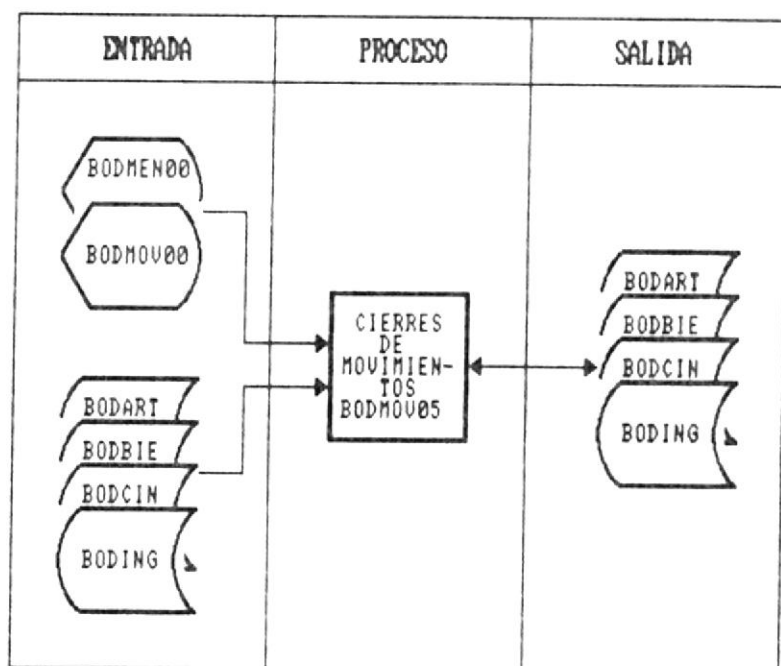 ENTRADA
PROCESO
SALIDA
BODMEN00
BODMOV00
BODART
BODBIE
BODCIN
BODING
CIERRES
DE
MOVIMIEN-
TOS
BODMOV05
BODART
BODBIE
BODCIN
BODING